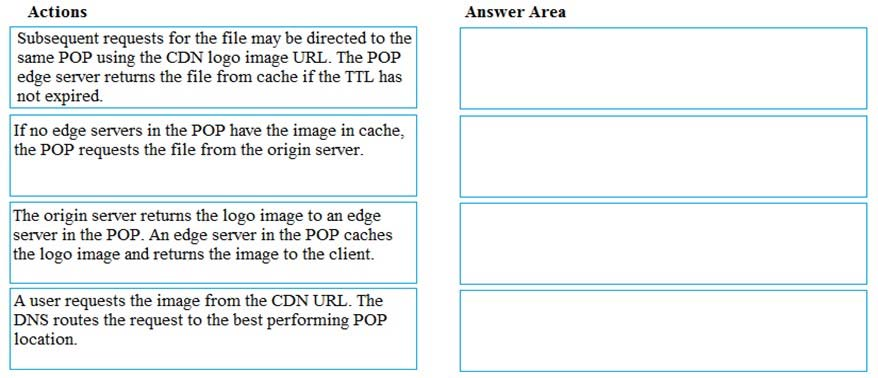 Actions
Answer Area
Subsequent requests for the file may be directed to the
same POP using the CDN logo image URL. The POP
edge server returns the file from cache if the TTL has
not expired.
If no edge servers in the POP have the image in cache,
the POP requests the file from the origin server.
The origin server returns the logo image to an edge
server in the POP. An edge server in the POP caches
the logo image and returns the image to the client.
A user requests the image from the CDN URL. The
DNS routes the request to the best performing POP
location.